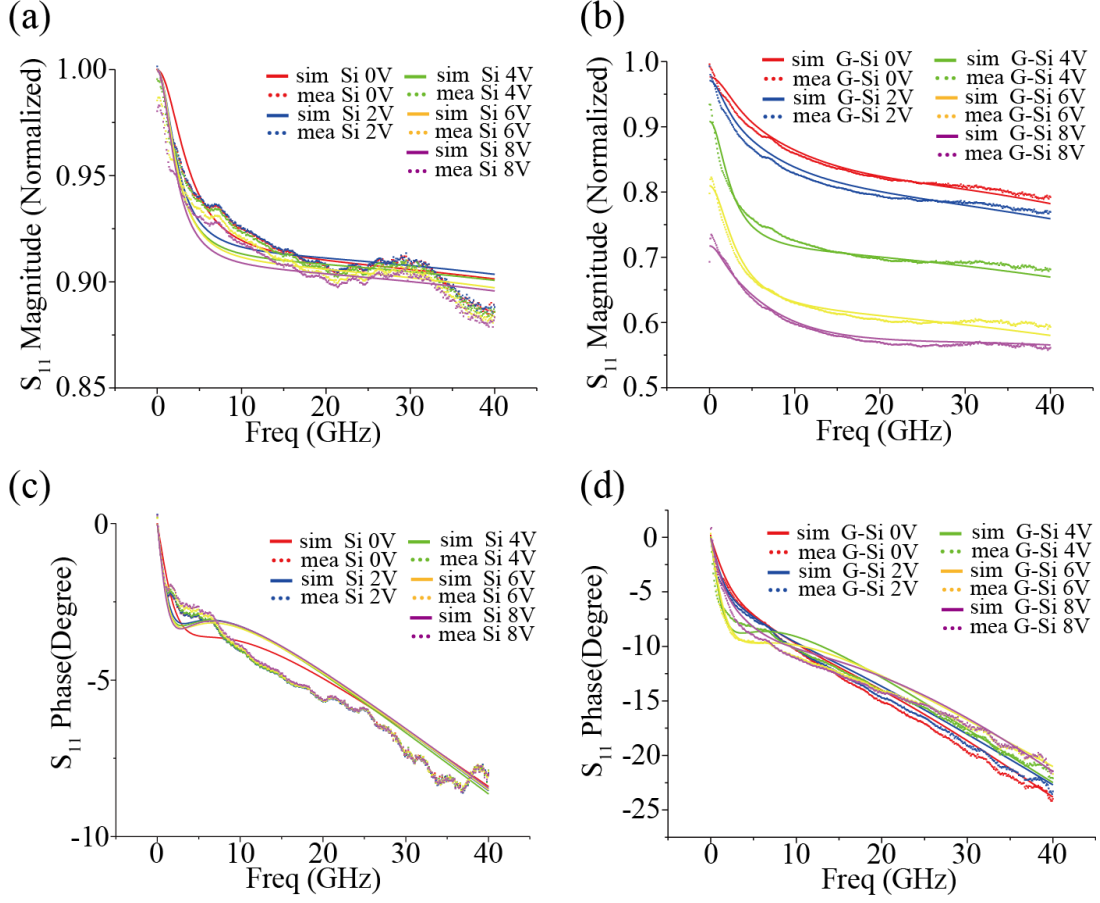 (a)
1.00
0.95
0.90
0.85
S11 Magnitude (Normalized)
sim Si 0V
mea Si 0V
sim Si 2V
mea Si 2V
sim Si 4V
mea Si 4V
sim Si 6V
mea Si 6V
sim Si 8V
mea Si 8V
0 10 20 30 40
Freq (GHz)
(b)
1.0
0.9
0.8
0.7
0.6
0.5
S11 Magnitude (Normalized)
sim G-Si 0V
mea G-Si 0V
sim G-Si 2V
mea G-Si 2V
sim G-Si 4V
mea G-Si 4V
sim G-Si 6V
mea G-Si 6V
sim G-Si 8V
mea G-Si 8V
0 10 20 30 40
Freq (GHz)
(c)
0
-5
-10
S11 Phase(Degree)
sim Si 0V
mea Si 0V
sim Si 2V
mea Si 2V
sim Si 4V
mea Si 4V
sim Si 6V
mea Si 6V
sim Si 8V
mea Si 8V
0 10 20 30 40
Freq (GHz)
(d)
0
-5
-10
-15
-20
-25
S11 Phase(Degree)
sim G-Si 0V
mea G-Si 0V
sim G-Si 2V
mea G-Si 2V
sim G-Si 4V
mea G-Si 4V
sim G-Si 6V
mea G-Si 6V
sim G-Si 8V
mea G-Si 8V
0 10 20 30 40
Freq (GHz)